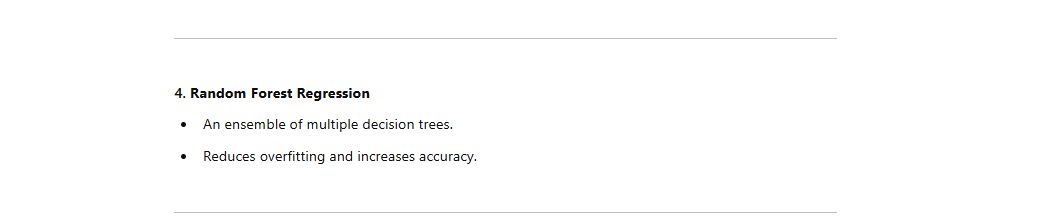 4. Random Forest Regression
• An ensemble of multiple decision trees.
• Reduces overfitting and increases accuracy.